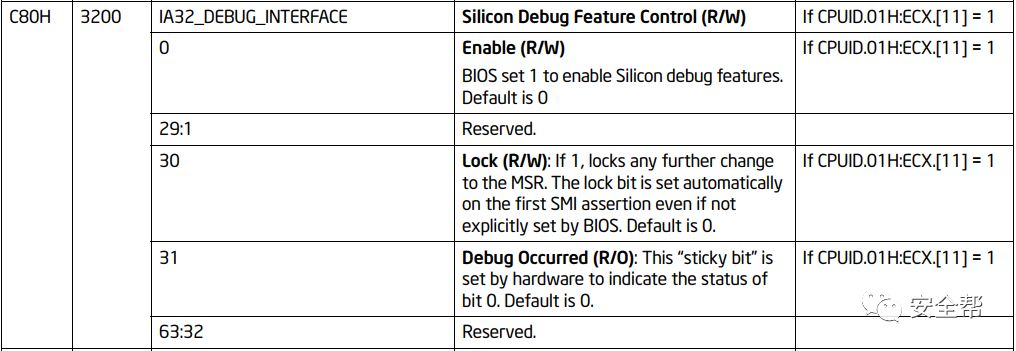 C80H 3200 IA32_DEBUG_INTERFACE Silicon Debug Feature Control (R/W) If CPUID.01H:ECX.[11] = 1
0 Enable (R/W) If CPUID.01H:ECX.[11] = 1
BIOS set 1 to enable Silicon debug features.
Default is 0
29:1 Reserved.
30 Lock (R/W): If 1, locks any further change If CPUID.01H:ECX.[11] = 1
to the MSR. The lock bit is set automatically
on the first SMI assertion even if not
explicitly set by BIOS. Default is 0.
31 Debug Occurred (R/O): This “sticky bit” is If CPUID.01H:ECX.[11] = 1
set by hardware to indicate the status of
bit 0. Default is 0.
安全帮
63:32 Reserved.